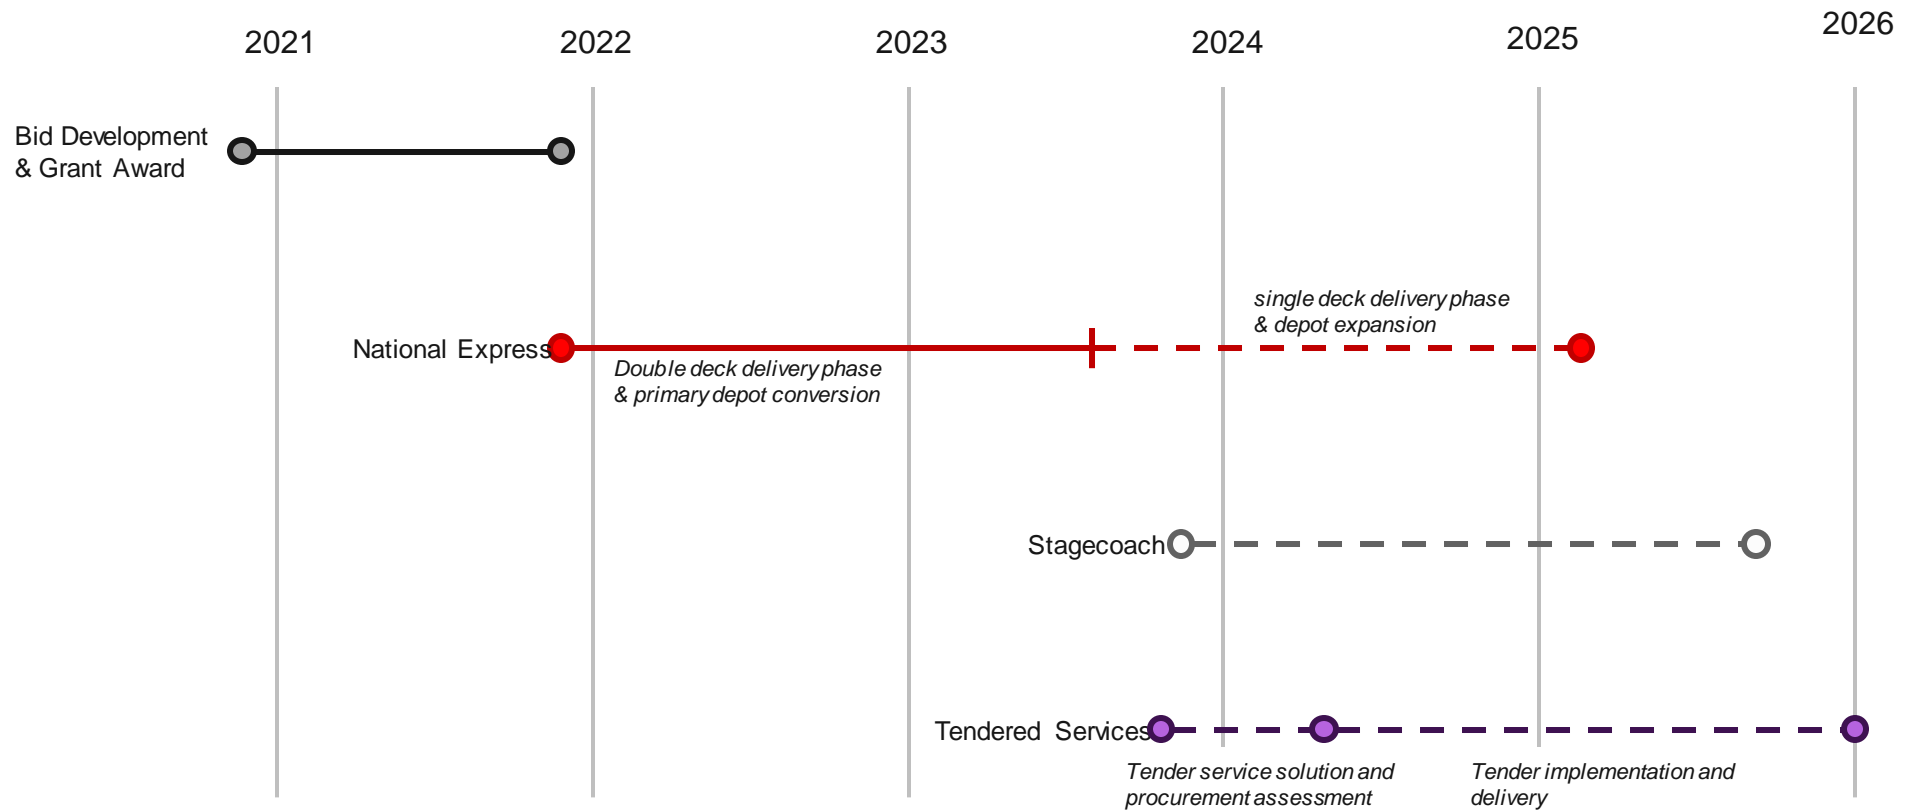 2021
2022
2023
2024
2025
2026
Bid Development
& Grant Award
single deck delivery phase
& depot expansion
National Express
Double deck delivery phase
& primary depot conversion
Stagecoach
Tendered Services
Tender service solution and
procurement assessment
Tender implementation and
delivery